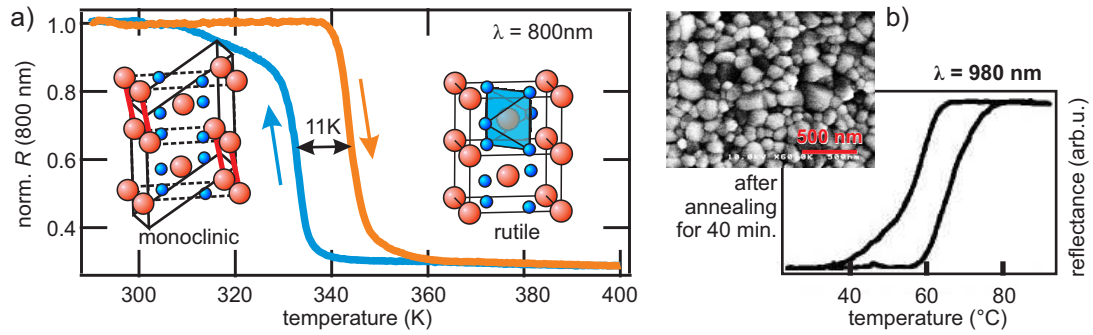 a)
λ = 800nm
norm. R (800 nm)
1.0
0.8
0.6
0.4
11K
monoclinic
rutile
300
320
340
360
380
400
temperature (K)
b)
λ = 980 nm
500 nm
500nm
after
annealing
for 40 min.
reflectance (arb.u.)
40
60
80
temperature (°C)